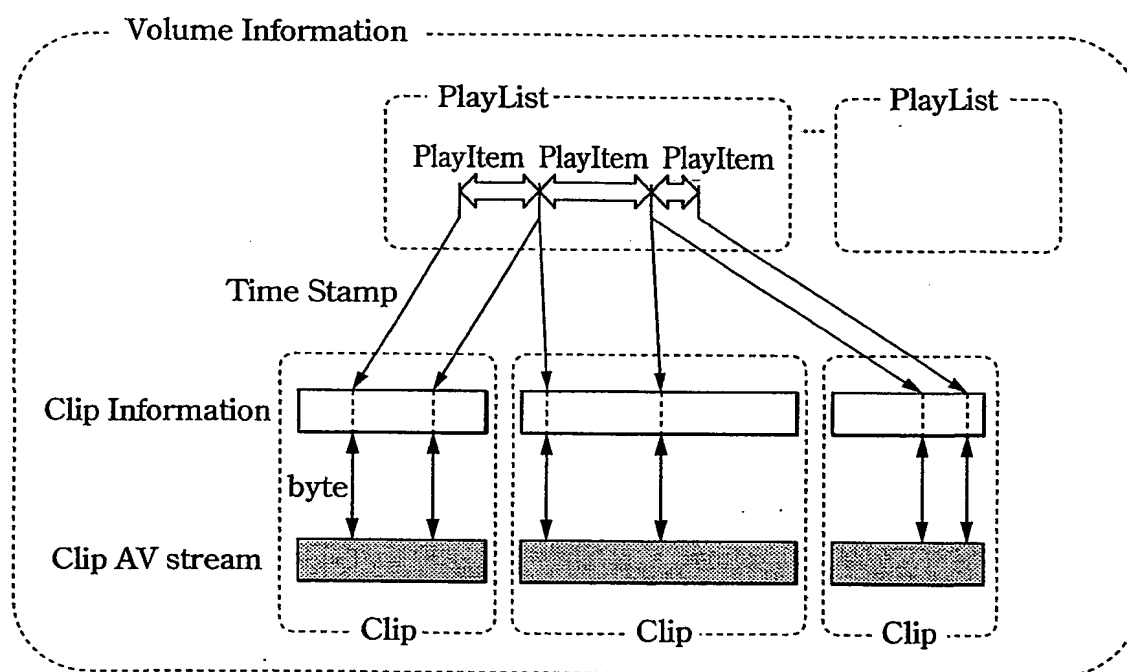 Volume Information
PlayList
PlayList
...
PlayItem PlayItem PlayItem
Time Stamp
Clip Information
byte
Clip AV stream
Clip
Clip
Clip